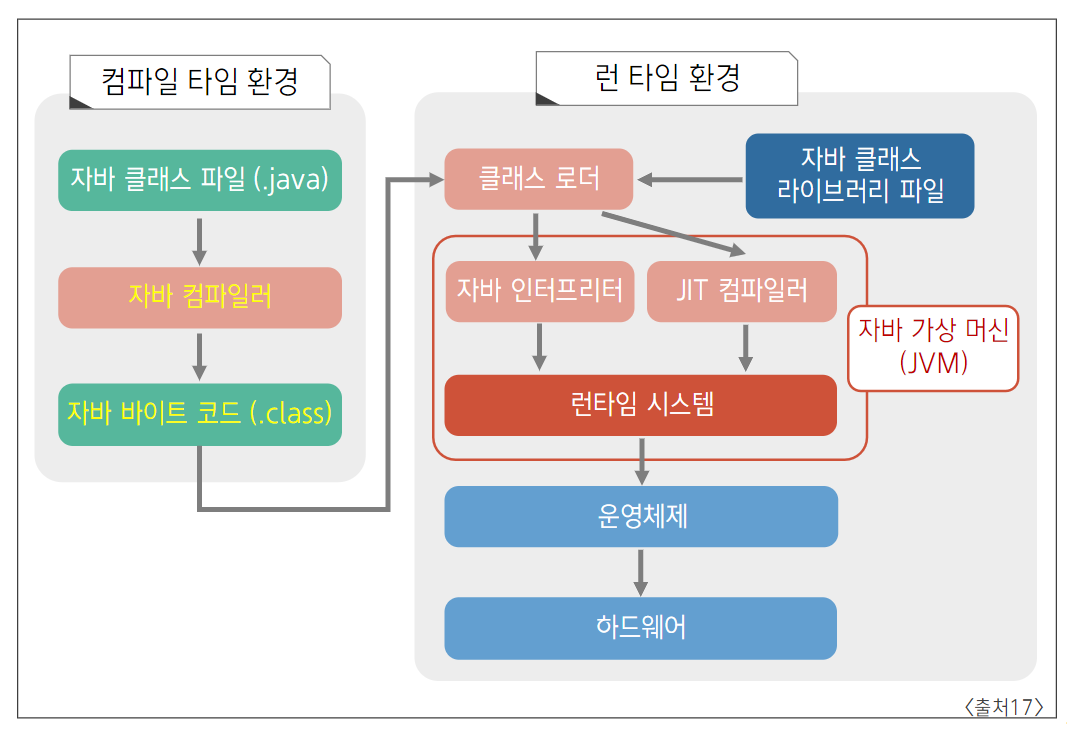 컴파일 타임 환경
자바 클래스 파일 (.java)
자바 컴파일러
자바 바이트 코드 (.class)
런 타임 환경
클래스 로더
자바 클래스
라이브러리 파일
자바 인터프리터
JIT 컴파일러
자바 가상 머신
(JVM)
런타임 시스템
운영체제
하드웨어
〈출처17〉